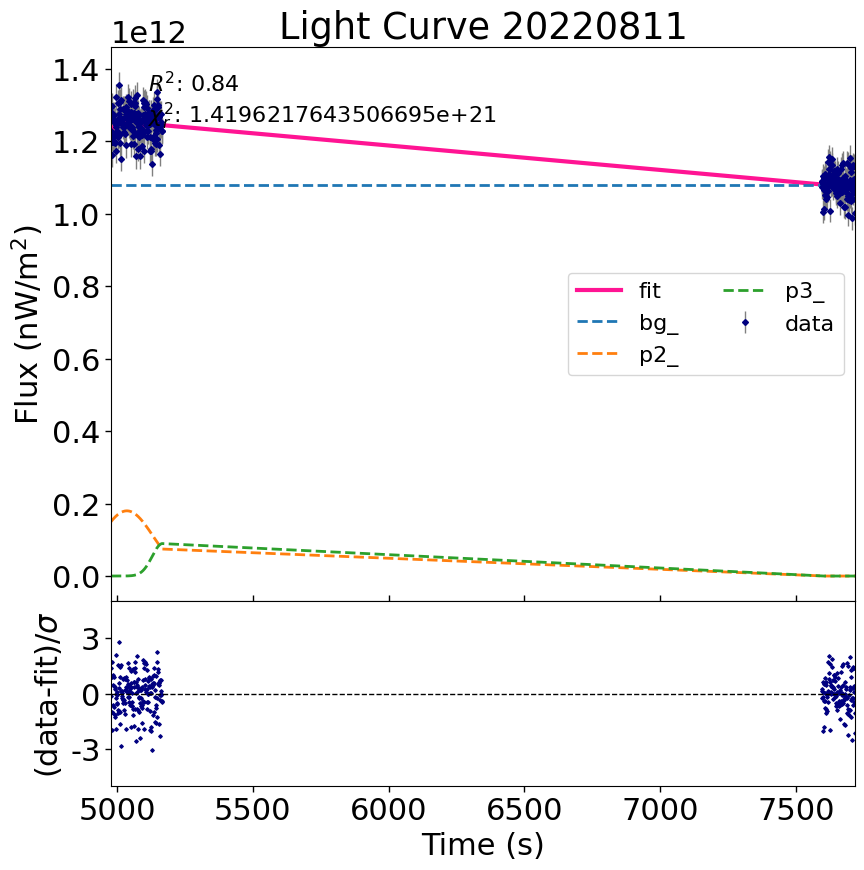 Light Curve 20220811
1e12
R²: 0.84
χ²: 1.4196217643506695e+21
1.4
1.2
1.0
0.8
0.6
0.4
0.2
0.0
Flux (nW/m²)
fit
bg_
p2_
p3_
data
3
0
-3
(data-fit)/σ
5000 5500 6000 6500 7000 7500
Time (s)